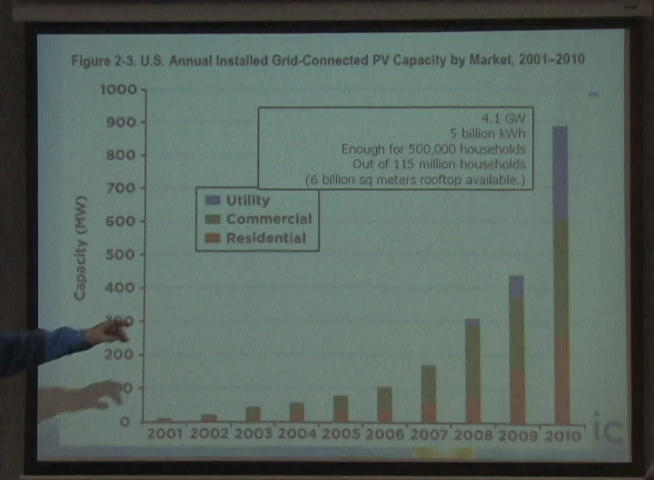 Figure 2-3. U.S. Annual Installed Grid-Connected PV Capacity by Market, 2001–2010
1000
900
800
700
600
500
400
200
0
Capacity (MW)
4.1 GW
5 billion kWh
Enough for 500,000 households
Out of 115 million households
(6 billion sq meters rooftop available.)
Utility
Commercial
Residential
2001 2002 2003 2004 2005 2006 2007 2008 2009 2010
ic